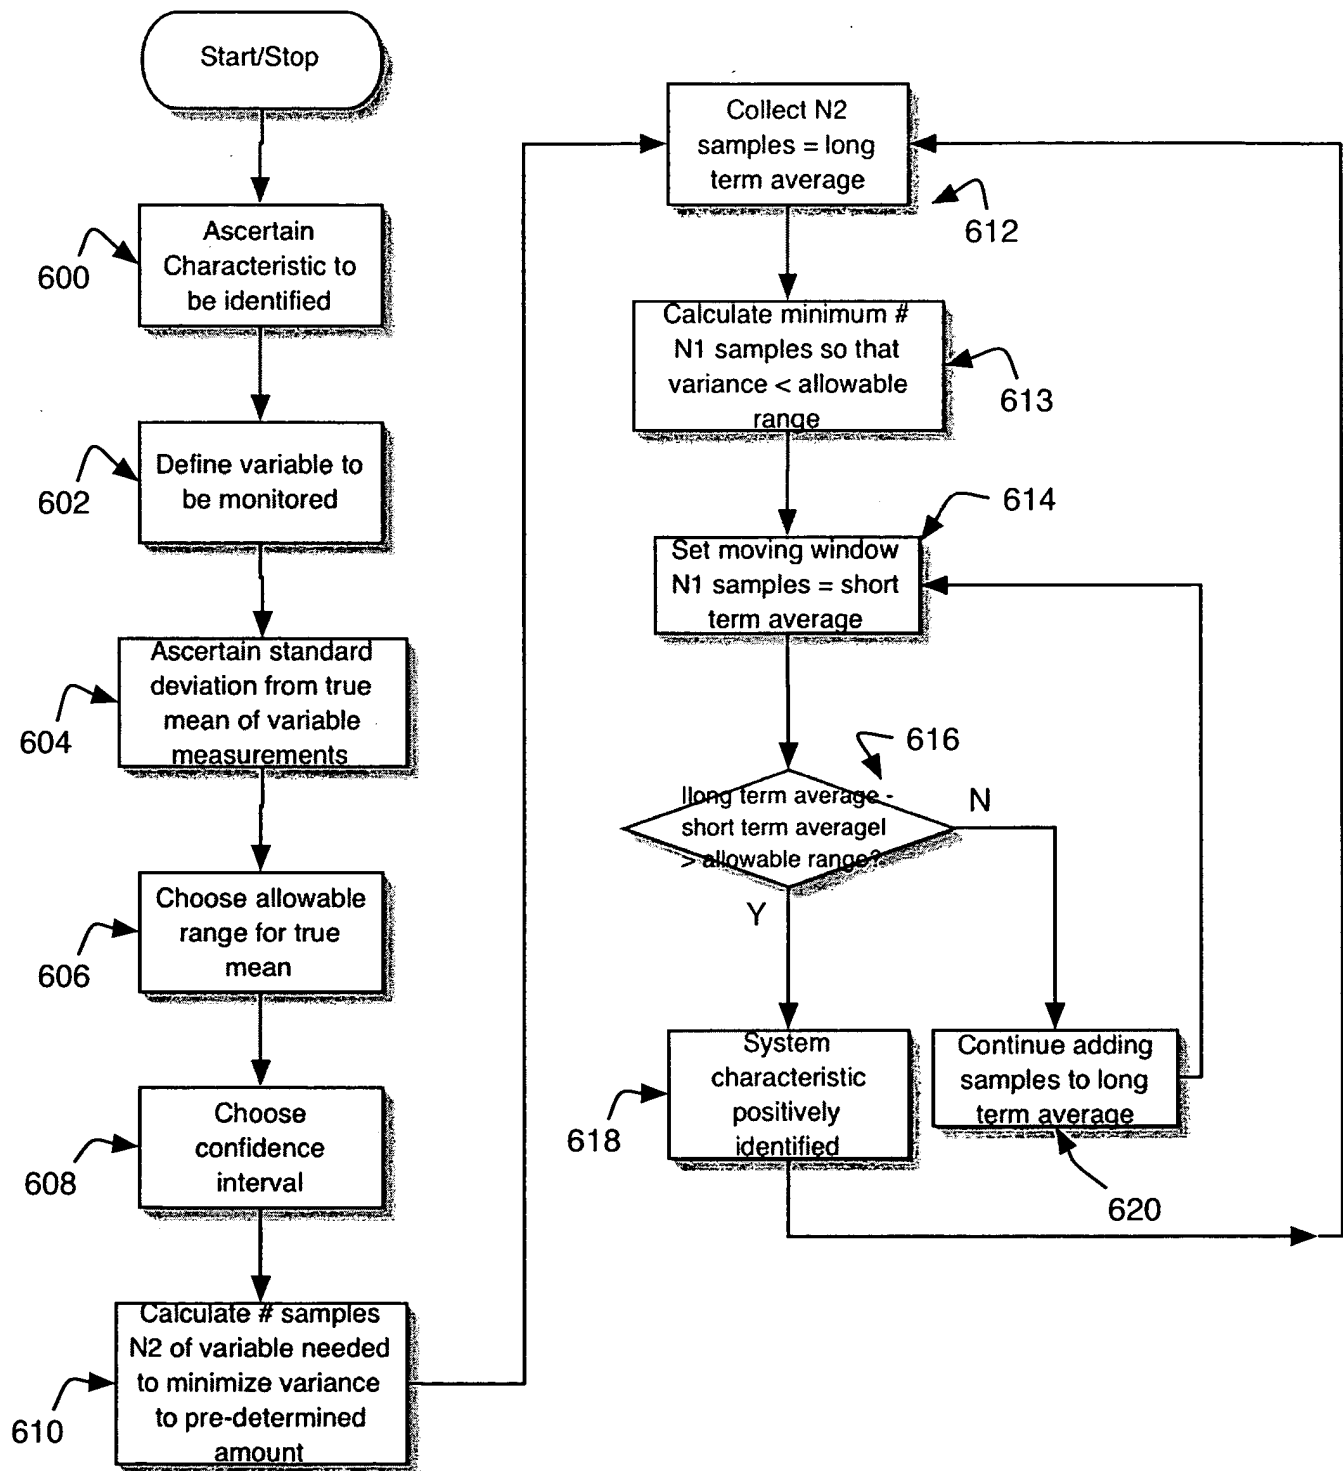 Start/Stop
600
Ascertain
Characteristic to
be identified
602
Define variable to
be monitored
604
Ascertain standard
deviation from true
mean of variable
measurements
606
Choose allowable
range for true
mean
608
Choose
confidence
interval
610
Calculate # samples
N2 of variable needed
to minimize variance
to pre-determined
amount
Collect N2
samples = long
term average
612
Calculate minimum #
N1 samples so that
variance < allowable
range
613
614
Set moving window
N1 samples = short
term average
616
|long term average -
short term average|
> allowable range?
N
Y
618
System
characteristic
positively
identified
Continue adding
samples to long
term average
620